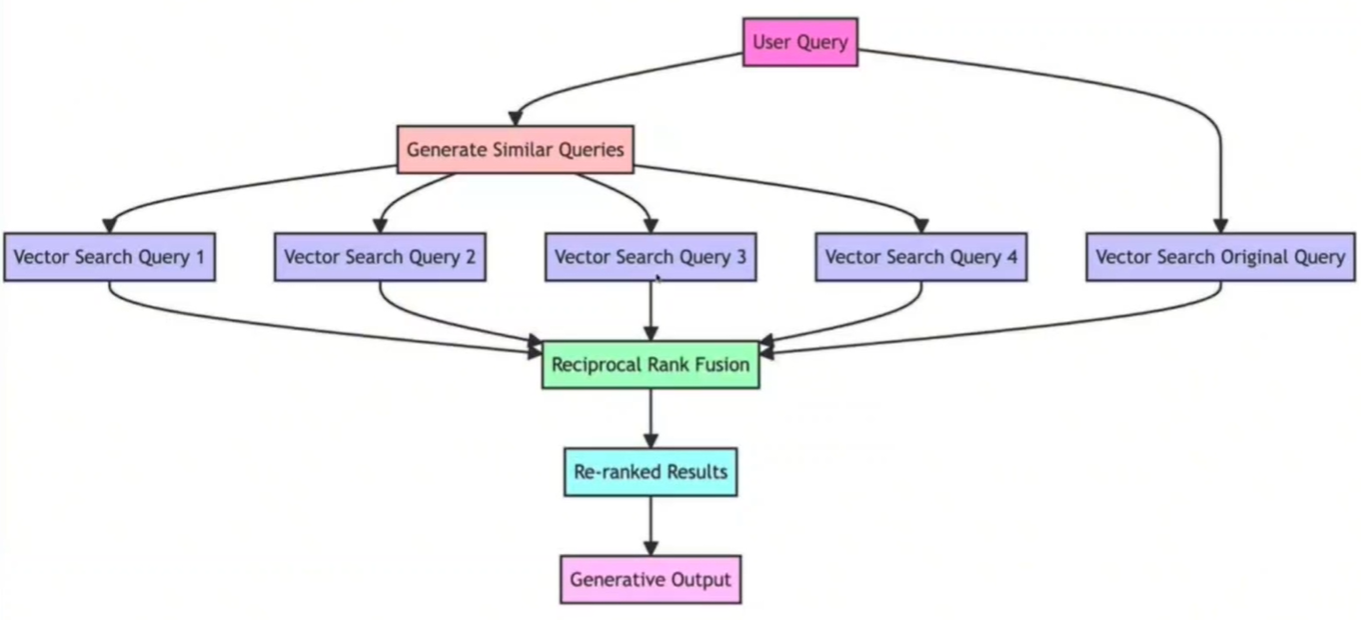 User Query
Generate Similar Queries
Vector Search Query 1
Vector Search Query 2
Vector Search Query 3
Vector Search Query 4
Vector Search Original Query
Reciprocal Rank Fusion
Re-ranked Results
Generative Output